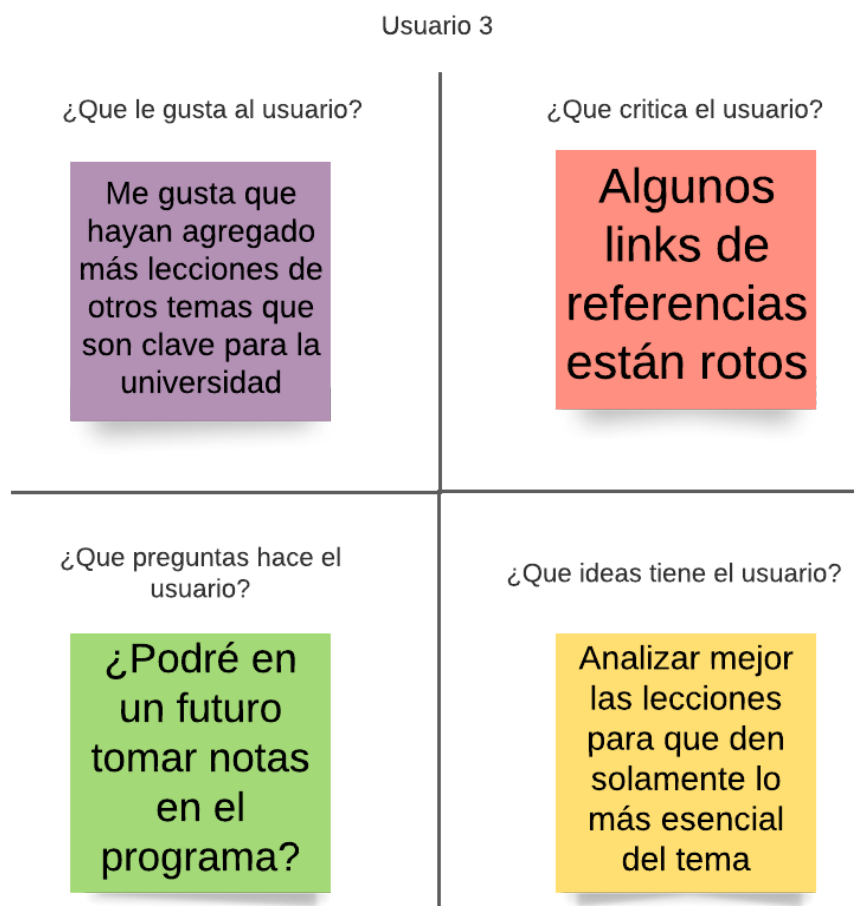 Usuario 3
¿Que le gusta al usuario?
Me gusta que
hayan agregado
más lecciones de
otros temas que
son clave para la
universidad
¿Que critica el usuario?
Algunos
links de
referencias
están rotos
¿Que preguntas hace el
usuario?
¿Podré en
un futuro
tomar notas
en el
programa?
¿Que ideas tiene el usuario?
Analizar mejor
las lecciones
para que den
solamente lo
más esencial
del tema